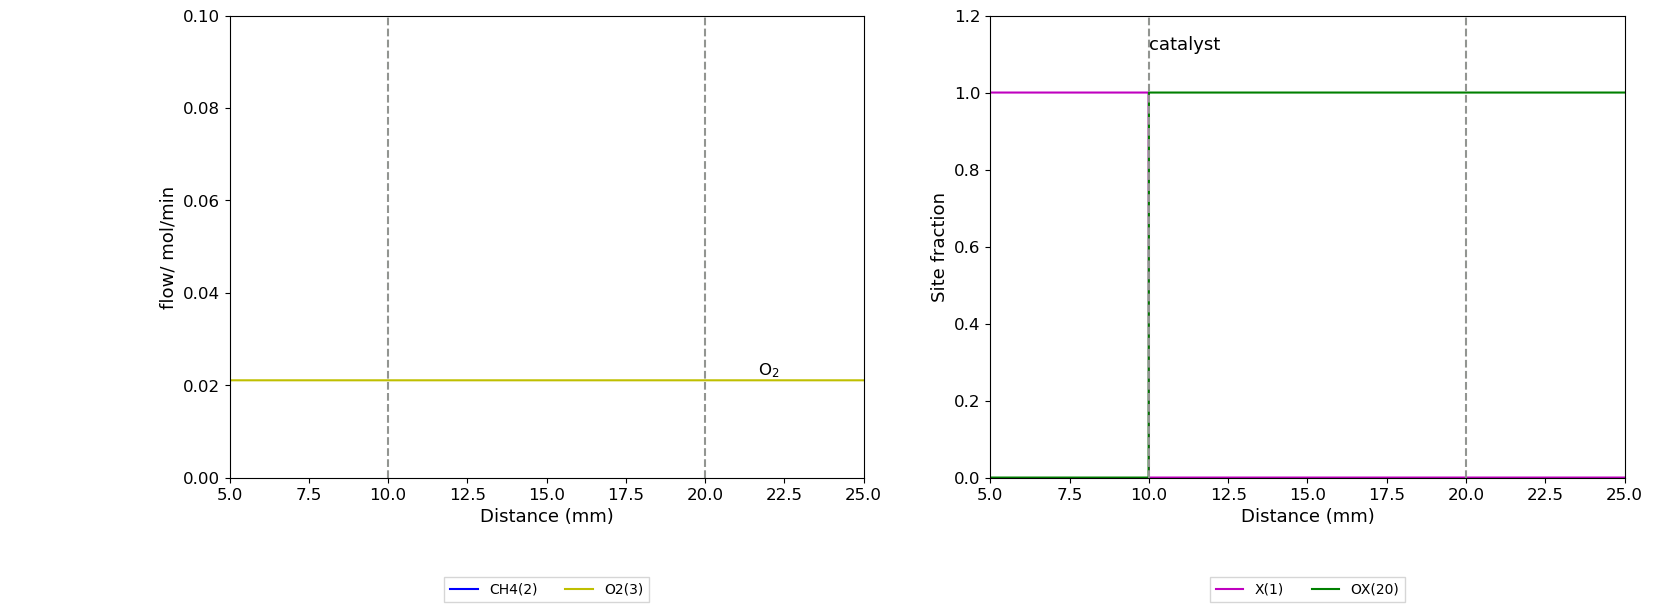 0.10
0.08
0.06
0.04
0.02
0.00
flow/ mol/min
O₂
5.0 7.5 10.0 12.5 15.0 17.5 20.0 22.5 25.0
Distance (mm)
CH4(2) O2(3)
1.2
1.0
0.8
0.6
0.4
0.2
0.0
Site fraction
catalyst
5.0 7.5 10.0 12.5 15.0 17.5 20.0 22.5 25.0
Distance (mm)
X(1) OX(20)